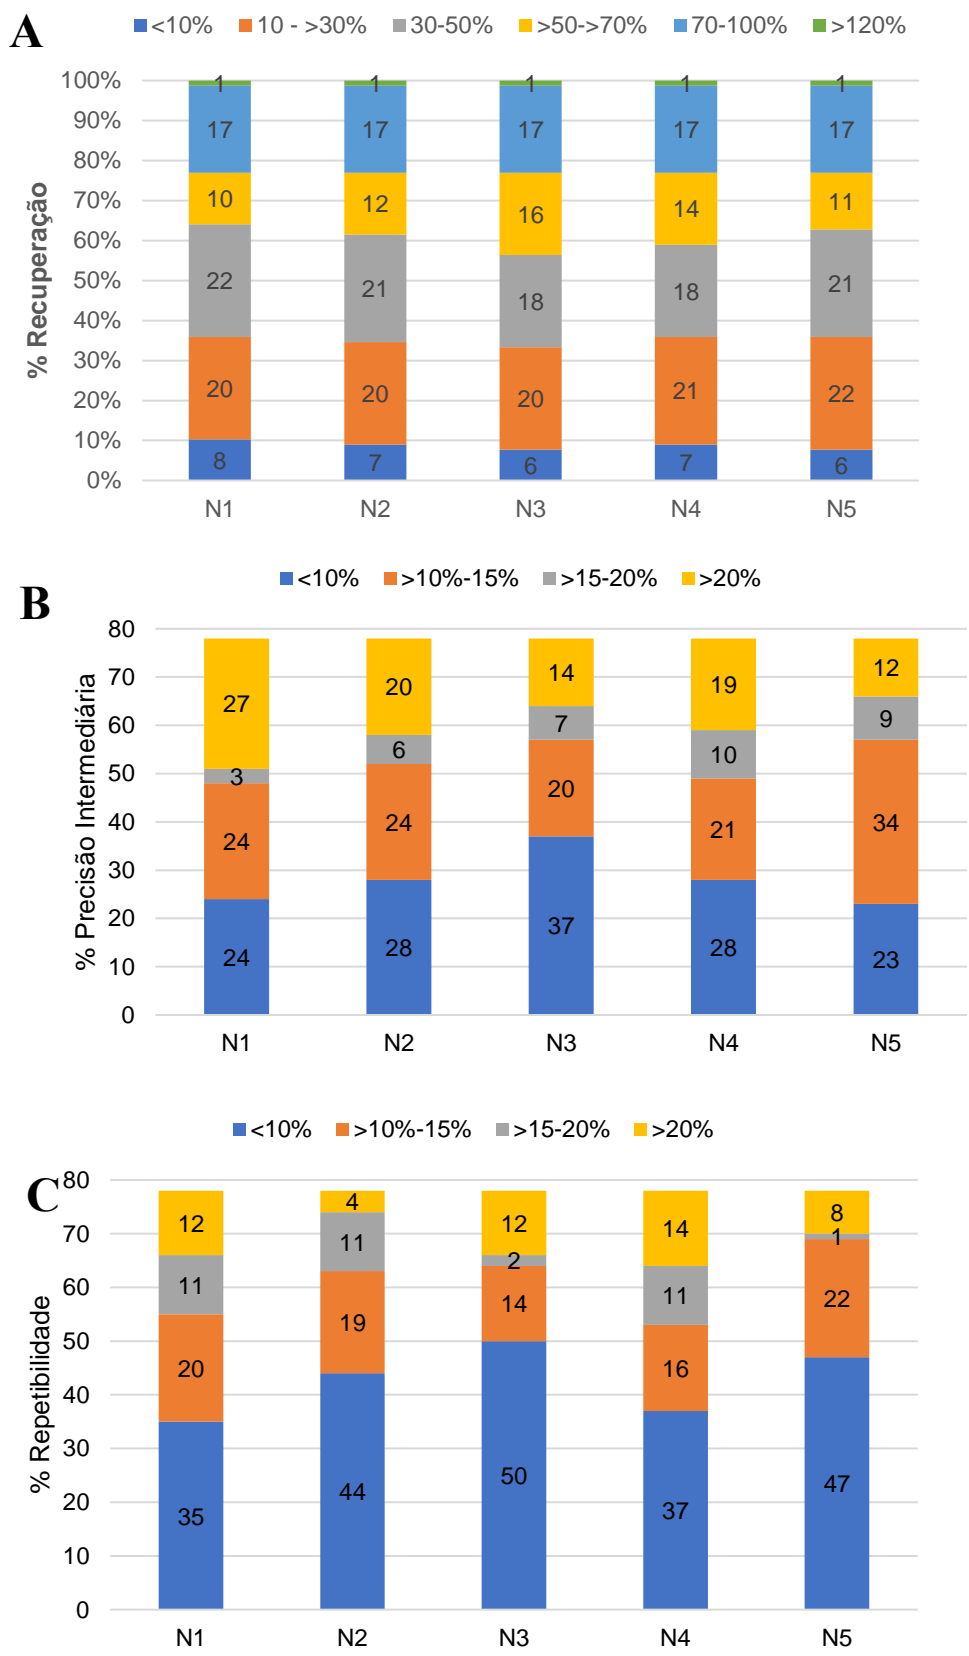 A
<10% 10 - >30% 30-50% >50->70% 70-100% >120%
% Recuperação
100%
90%
80%
70%
60%
50%
40%
30%
20%
10%
0%
1 1 1 1 1
17 17 17 17 17
10 12 16 14 11
22 21 18 18 21
20 20 20 21 22
8 7 6 7 6
N1 N2 N3 N4 N5
B
<10% >10%-15% >15-20% >20%
% Precisão Intermediária
80
70
60
50
40
30
20
10
0
27 20 14 19 12
3 6 7 10 9
24 24 20 21 34
24 28 37 28 23
N1 N2 N3 N4 N5
C
<10% >10%-15% >15-20% >20%
% Repetibilidade
80
70
60
50
40
30
20
10
0
12 4 12 14 8
11 11 2 11 1
20 19 14 16 22
35 44 50 37 47
N1 N2 N3 N4 N5